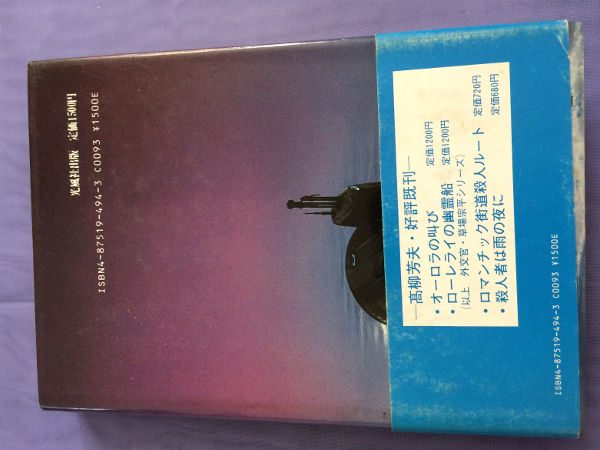 光風社出版 定価1500円
ISBN4-87519-494-3 C0093 ¥1500E
―髙柳芳夫・好評既刊―
•オーロラの叫び 定価1200円
•ローレライの幽霊船 定価1200円
(以上 外交官・草場宗平シリーズ)
•ロマンチック街道殺人ルート 定価720円
•殺人者は雨の夜に 定価680円
ISBN4-87519-494-3 C0093 ¥1500E